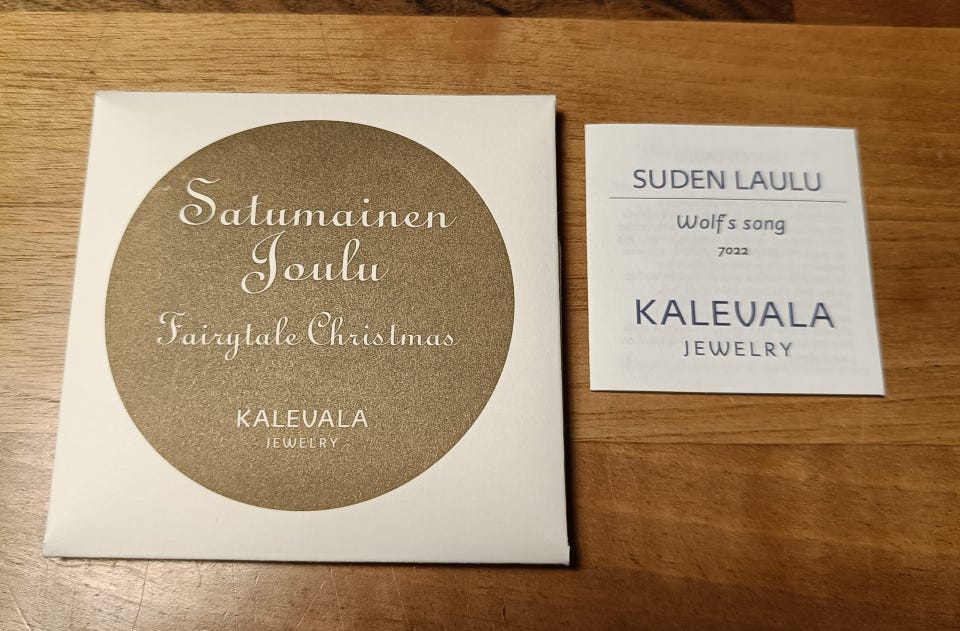 Satumainen
Joulu
Fairytale Christmas
KALEVALA
JEWELRY
SUDEN LAULU
Wolf's song
7022
KALEVALA
JEWELRY